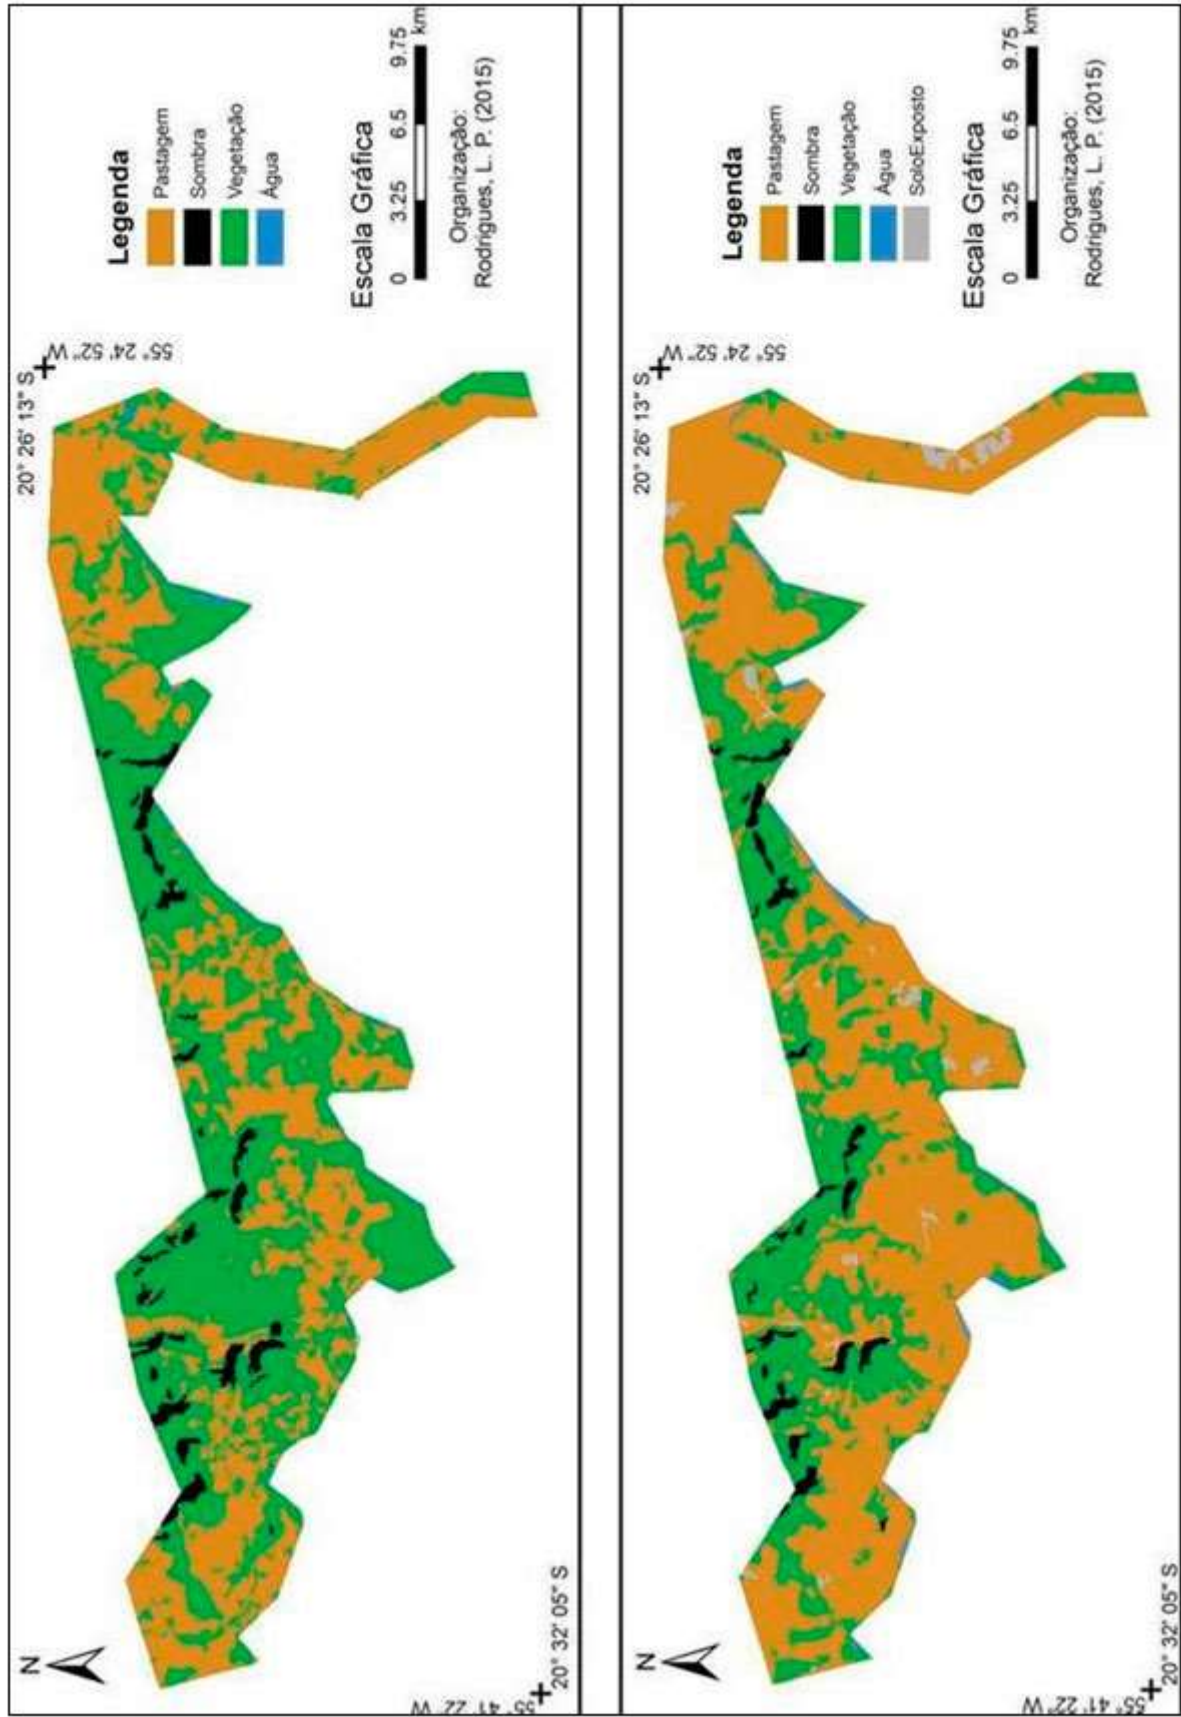 N
20° 26' 13" S
55° 24' 52" W
55° 41' 22" W
20° 32' 05" S
Legenda
Pastagem
Sombra
Vegetação
Água
Escala Gráfica
0 3.25 6.5 9.75
km
Organização:
Rodrigues, L. P. (2015)
N
20° 26' 13" S
55° 24' 52" W
55° 41' 22" W
20° 32' 05" S
Legenda
Pastagem
Sombra
Vegetação
Água
SoloExposto
Escala Gráfica
0 3.25 6.5 9.75
km
Organização:
Rodrigues, L. P. (2015)